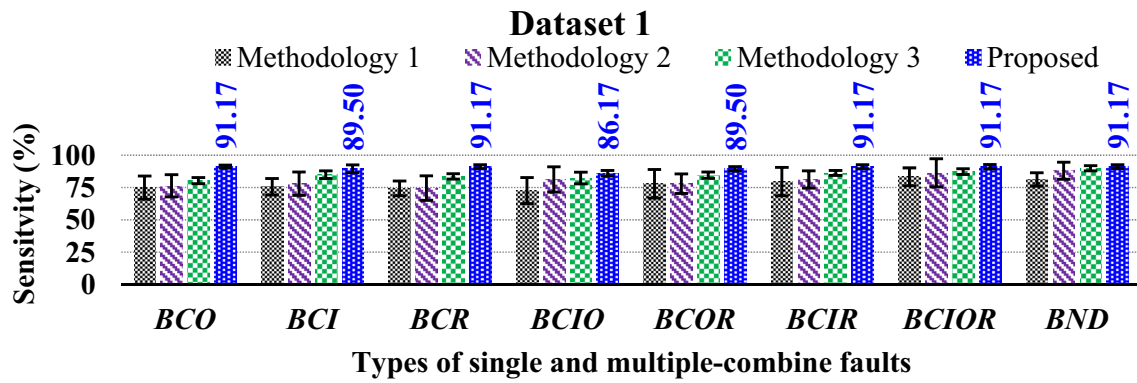 Dataset 1
Methodology 1 Methodology 2 Methodology 3 Proposed
91.17 89.50 91.17 86.17 89.50 91.17 91.17 91.17
Sensitvity (%)
100
75
50
25
0
BCO BCI BCR BCIO BCOR BCIR BCIOR BND
Types of single and multiple-combine faults